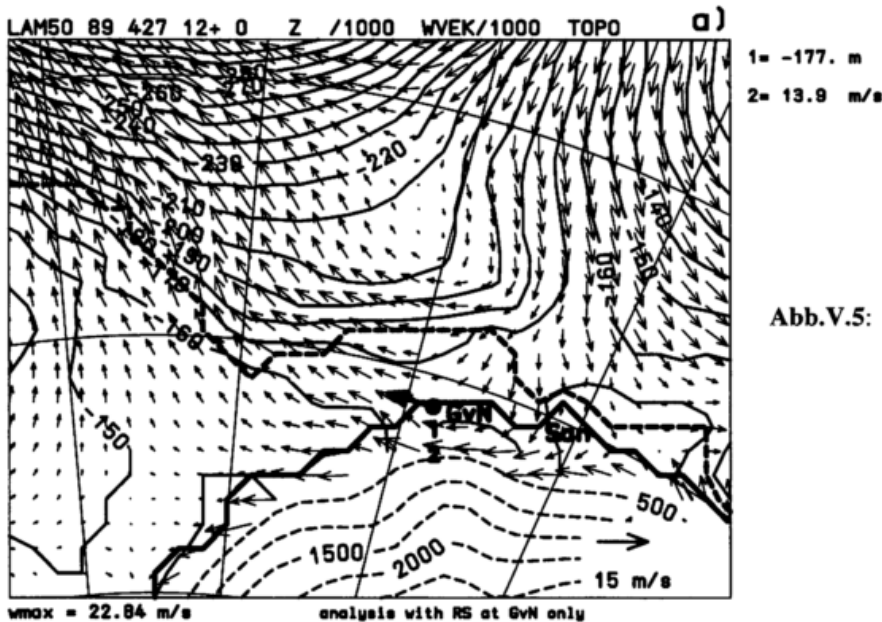 LAM50 89 427 12+ 0 Z /1000 WVEK/1000 TOPO a)
1= -177. m
2= 13.9 m/s
-260
-270
-250
-240
-230
-220
-210
-200
-190
-160
-150
-140
-150
-160
Abb.V.5:
GvN
San
1
2
500
1500
2000
15 m/s
wmax = 22.84 m/s analysis with RS at GvN only